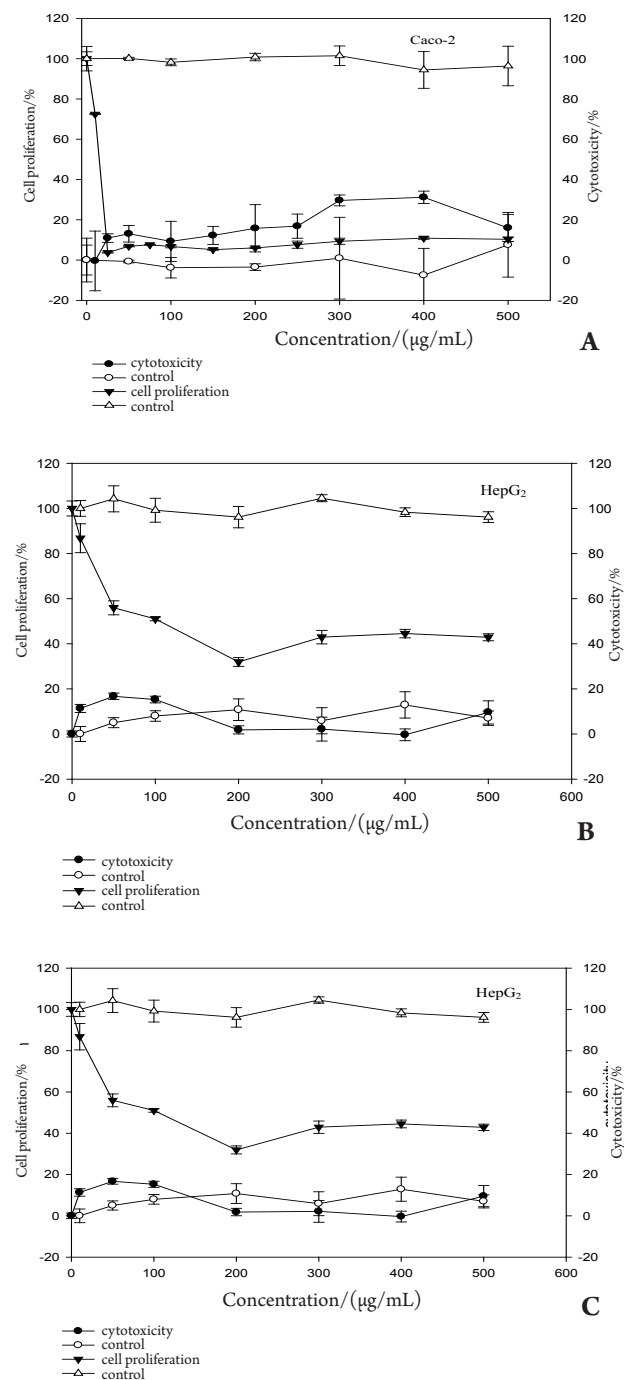 Caco-2
120 120
100 100
80 80
60 60
40 40
20 20
0 0
-20 -20
Cell proliferation/%
Cytotoxicity/%
0 100 200 300 400 500
Concentration/(μg/mL)
A
cytotoxicity
control
cell proliferation
control
HepG₂
120 120
100 100
80 80
60 60
40 40
20 20
0 0
-20 -20
Cell proliferation/%
Cytotoxicity/%
0 100 200 300 400 500 600
Concentration/(μg/mL)
B
cytotoxicity
control
cell proliferation
control
HepG₂
120 120
100 100
80 80
60 60
40 40
20 20
0 0
-20 -20
Cell proliferation/%
Cytotoxicity/%
0 100 200 300 400 500 600
Concentration/(μg/mL)
C
cytotoxicity
control
cell proliferation
control